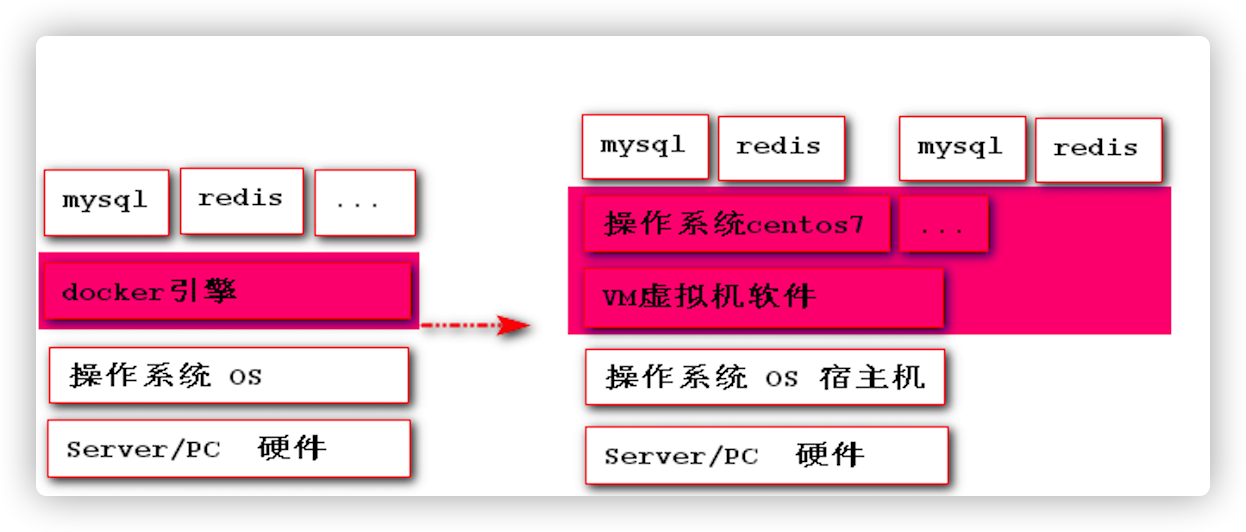 mysql redis ...
docker引擎
操作系统 OS
Server/PC 硬件
mysql redis mysql redis
操作系统centos7 ...
VM虚拟机软件
操作系统 OS 宿主机
Server/PC 硬件